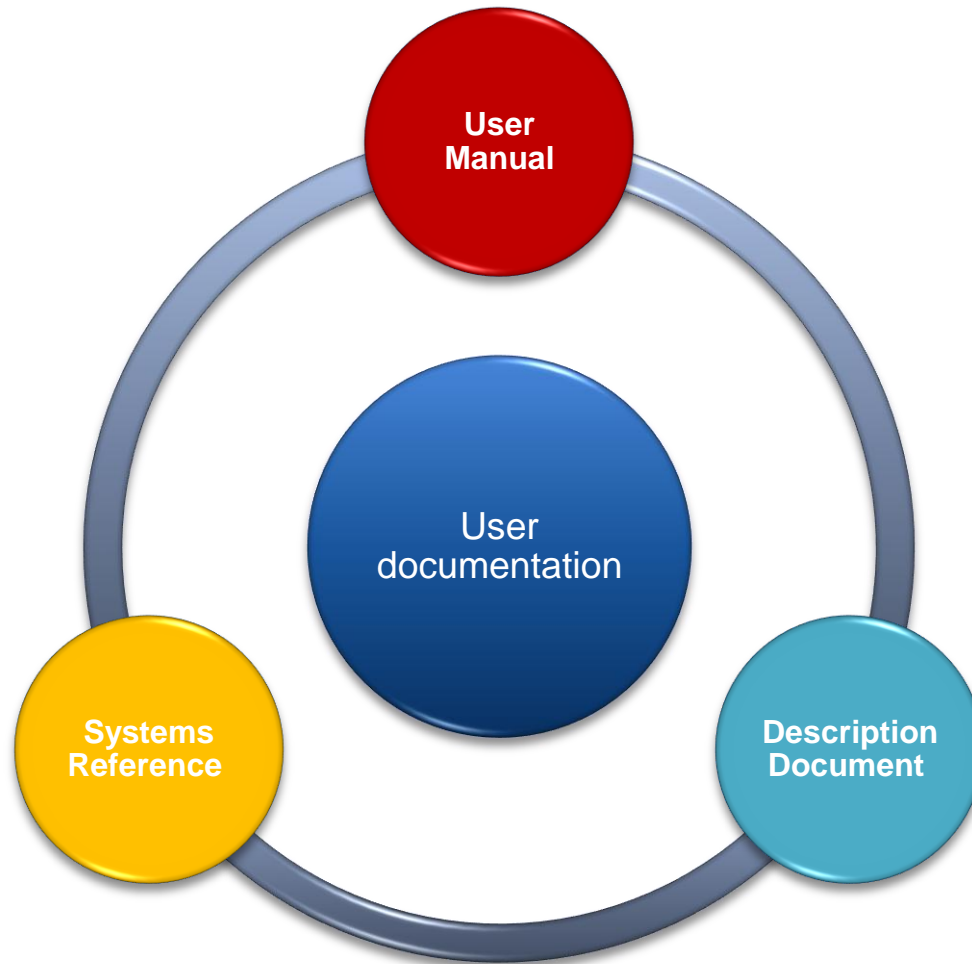 User
Manual
User
documentation
Systems
Reference
Description
Document